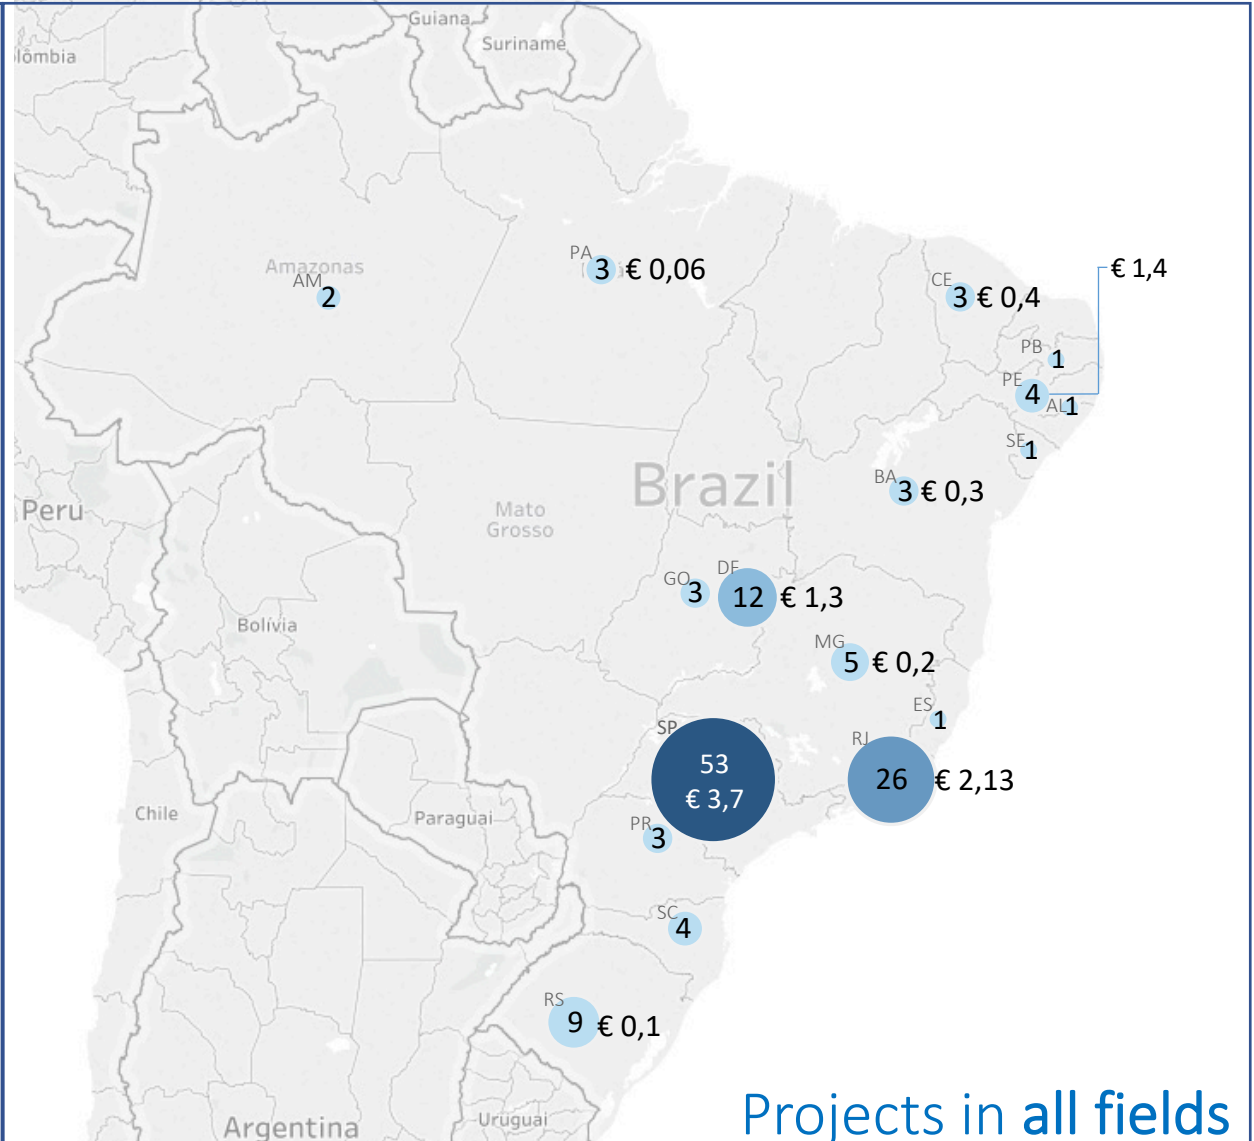 Guiana
Suriname
lômbia
PA
3 € 0,06
Amazonas
AM
2
CE
3 € 0,4
€ 1,4
PB
1
PE
4
AL
1
SE
1
Brazil
BA
3 € 0,3
Peru
Mato
Grosso
GO
3
DF
12 € 1,3
Bolívia
MG
5 € 0,2
ES
1
SP
53
€ 3,7
RJ
26 € 2,13
Chile
Paraguai
PR
3
SC
4
RS
9 € 0,1
Projects in all fields
Argentina
Uruguai